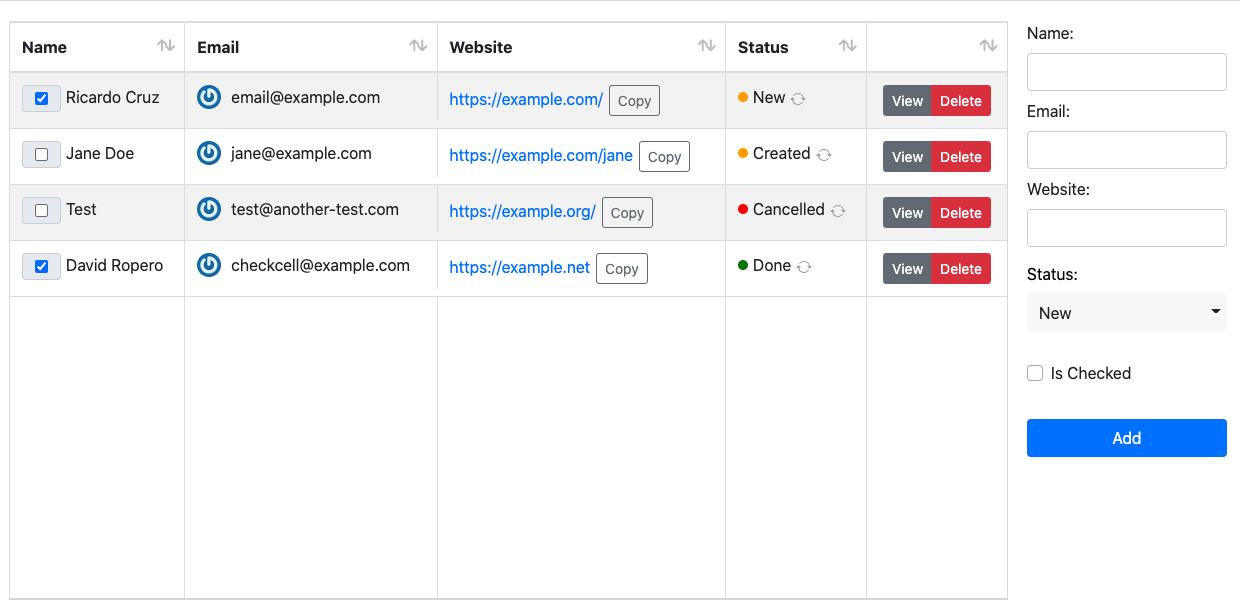 Name Email Website Status
Ricardo Cruz email@example.com https://example.com/ Copy New View Delete
Jane Doe jane@example.com https://example.com/jane Copy Created View Delete
Test test@another-test.com https://example.org/ Copy Cancelled View Delete
David Ropero checkcell@example.com https://example.net Copy Done View Delete
Name:
Email:
Website:
Status:
New
Is Checked
Add